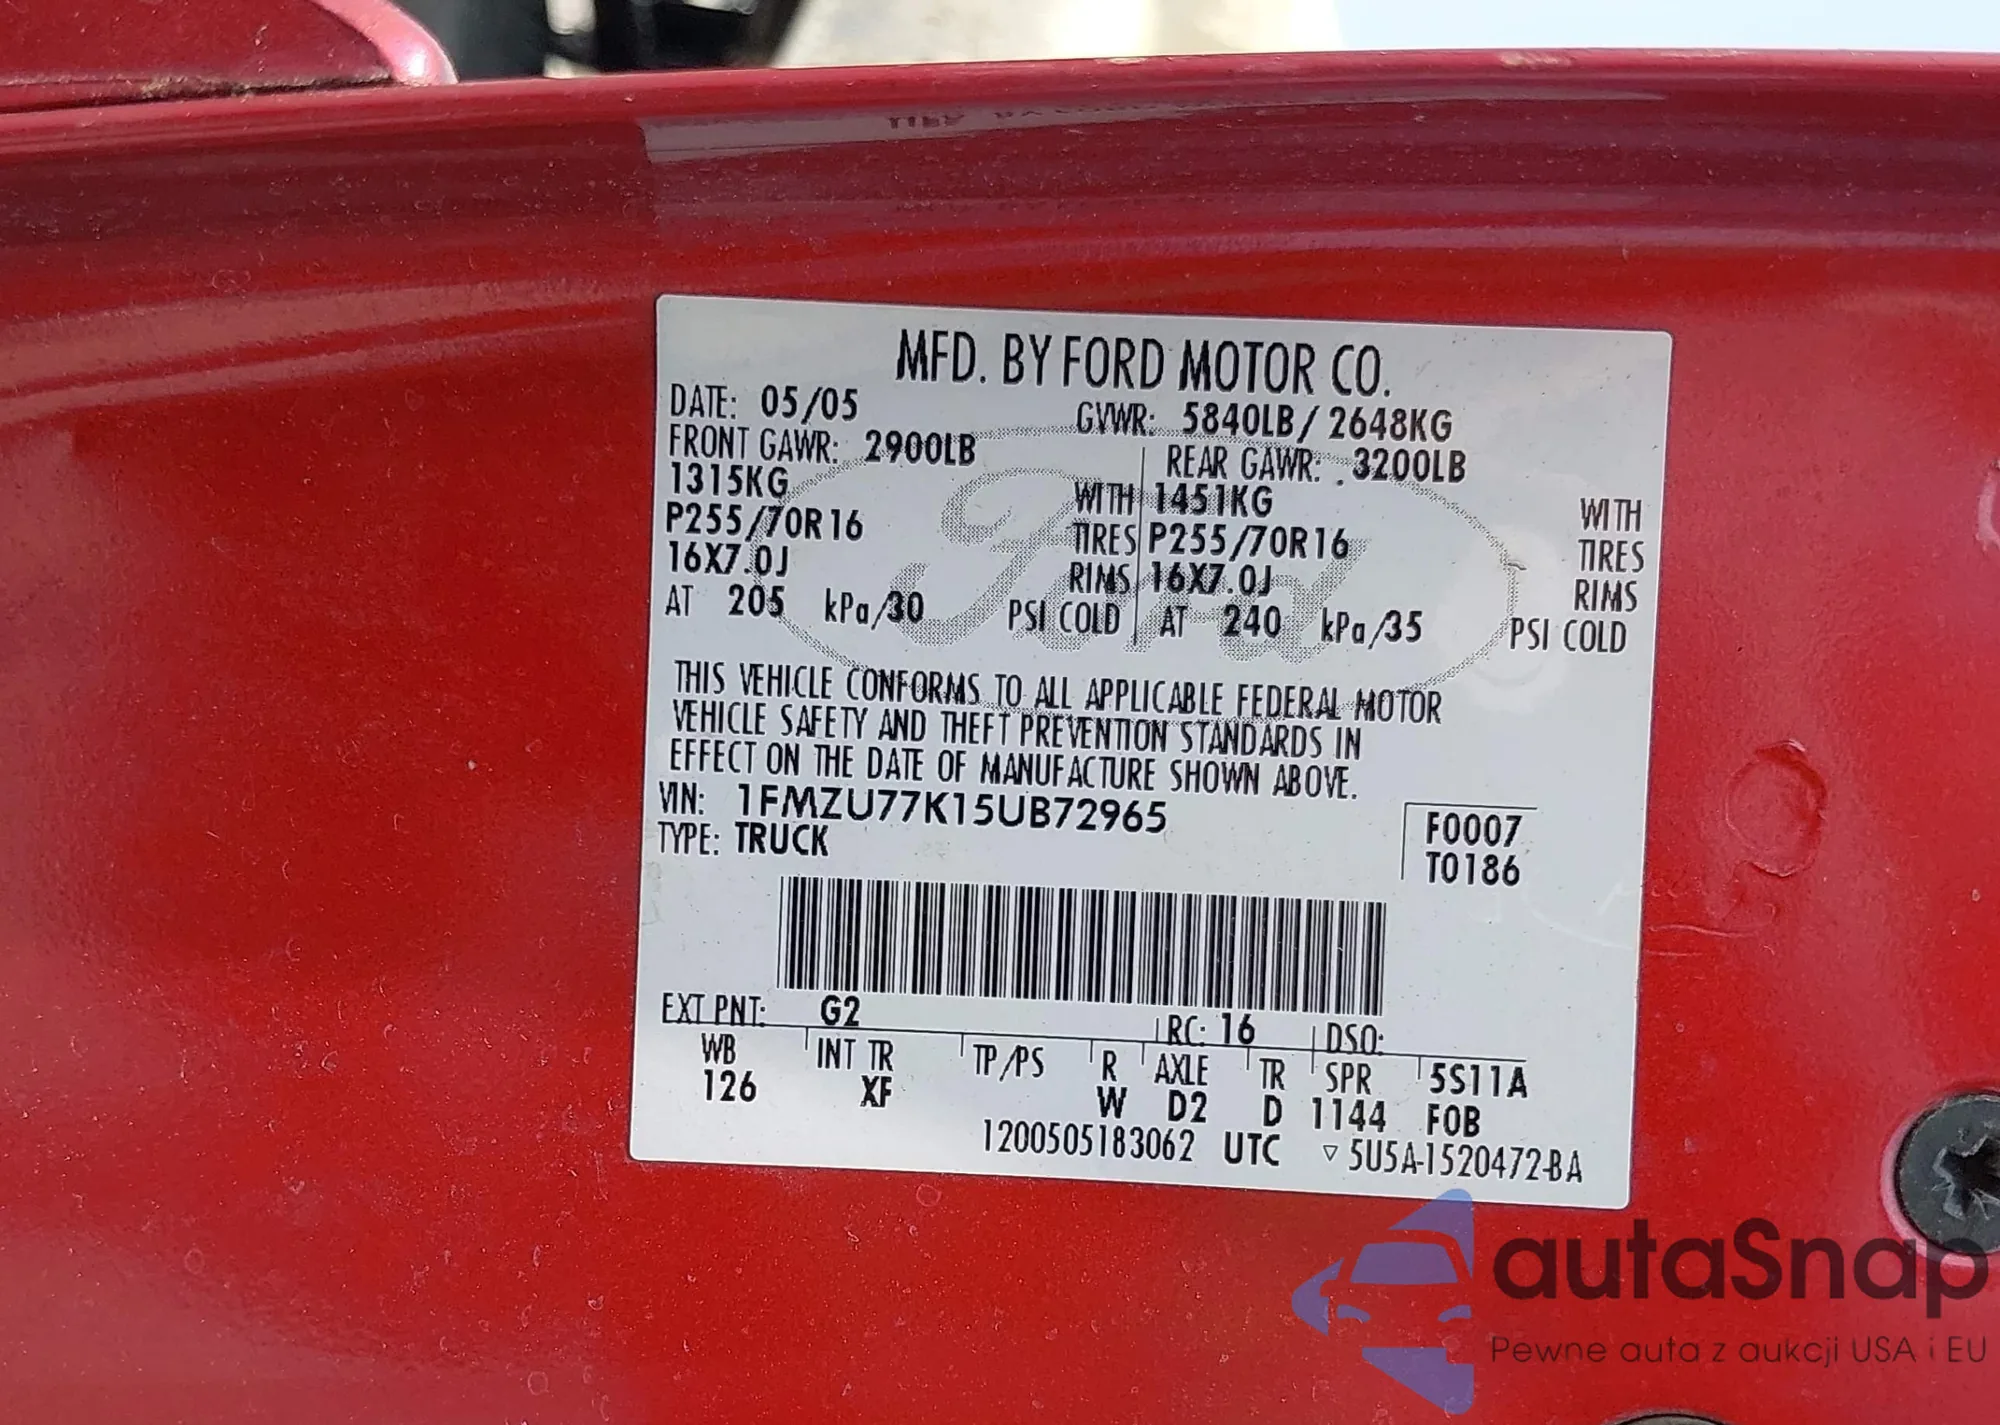 MFD. BY FORD MOTOR CO.
DATE: 05/05 GVWR: 5840LB / 2648KG
FRONT GAWR: 2900LB REAR GAWR: 3200LB
1315KG WITH 1451KG WITH
P255/70R16 TIRES P255/70R16 TIRES
16X7.0J RIMS 16X7.0J RIMS
AT 205 kPa/30 PSI COLD AT 240 kPa/35 PSI COLD
Ford
THIS VEHICLE CONFORMS TO ALL APPLICABLE FEDERAL MOTOR
VEHICLE SAFETY AND THEFT PREVENTION STANDARDS IN
EFFECT ON THE DATE OF MANUFACTURE SHOWN ABOVE.
VIN: 1FMZU77K15UB72965 F0007
TYPE: TRUCK T0186
EXT PNT: G2 RC: 16 DSO:
WB INT TR TP/PS R AXLE TR SPR 5S11A
126 XF W D2 D 1144 FOB
1200505183062 UTC ▽ 5U5A-1520472-BA
autaSnap
Pewne auta z aukcji USA i EU